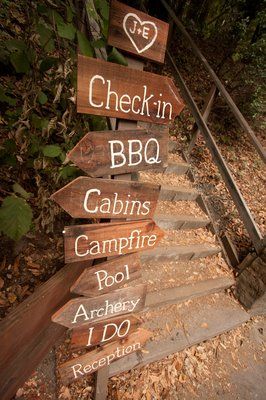 J+E
Check-in
BBQ
Cabins
Campfire
Pool
Archery
I DO
Reception